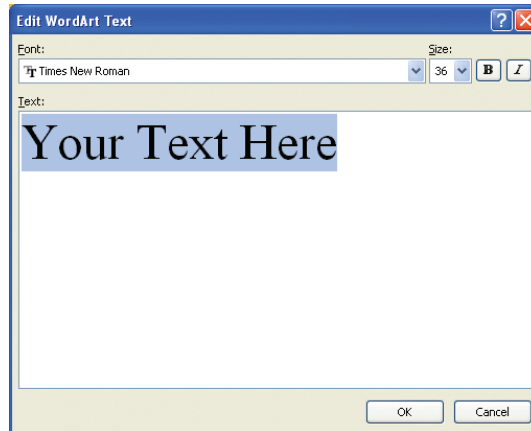 Edit WordArt Text
Font: Size:
Times New Roman 36 B I
Text:
Your Text Here
OK Cancel